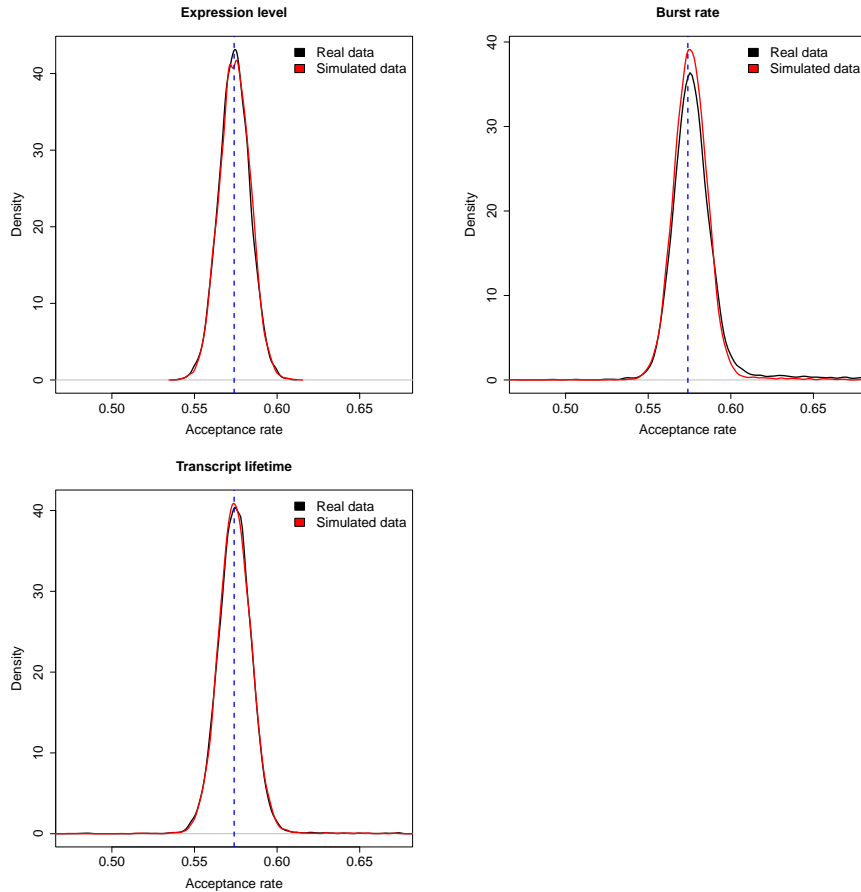 Expression level
Real data
Simulated data
Density
0
10
20
30
40
0.50
0.55
0.60
0.65
Acceptance rate
Burst rate
Real data
Simulated data
Density
0
10
20
30
40
0.50
0.55
0.60
0.65
Acceptance rate
Transcript lifetime
Real data
Simulated data
Density
0
10
20
30
40
0.50
0.55
0.60
0.65
Acceptance rate